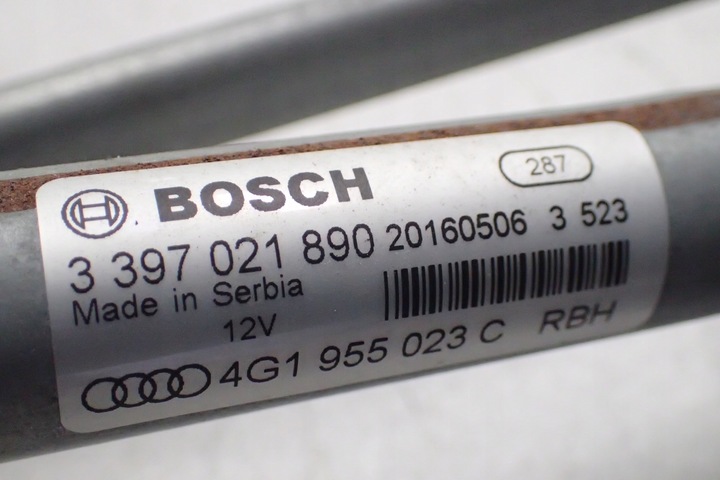 BOSCH 287
3 397 021 890 20160506 3 523
Made in Serbia
12V
4G1 955 023 C RBH